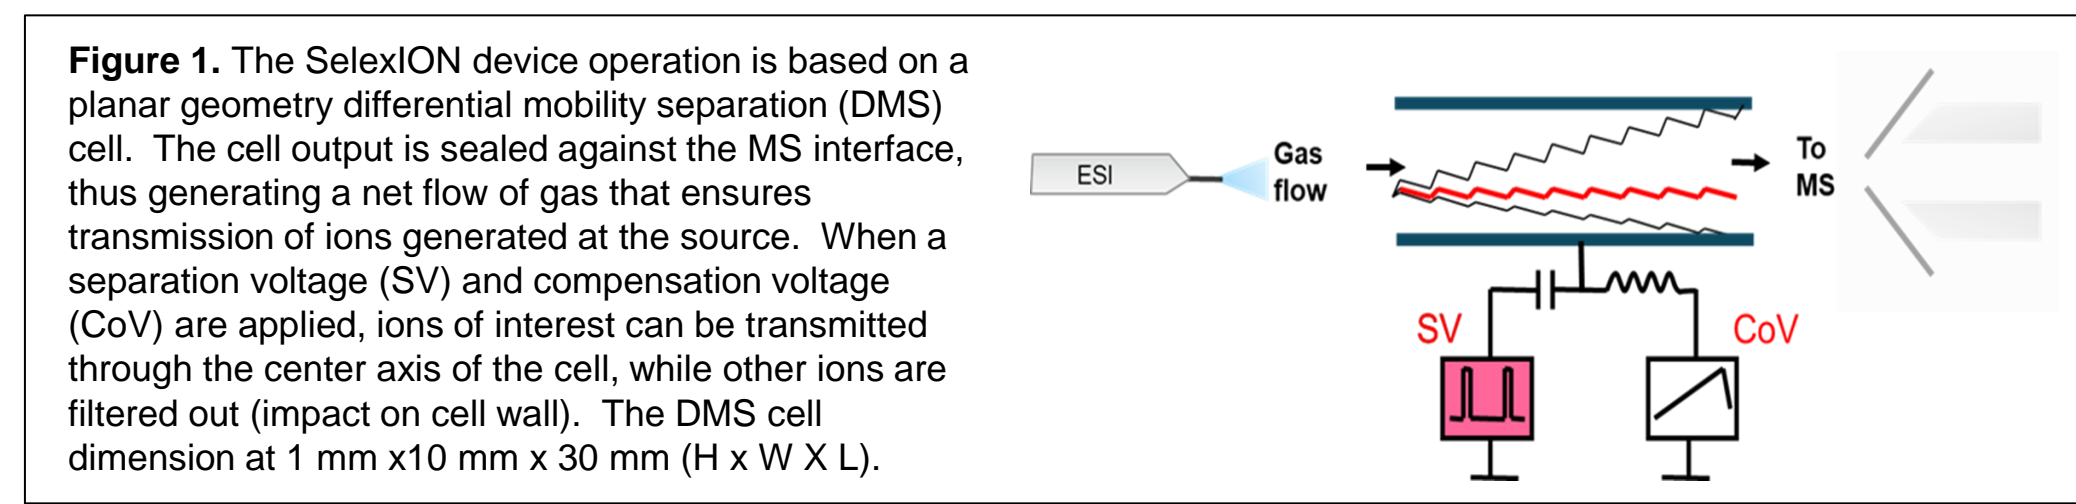 Figure 1. The SelexION device operation is based on a
planar geometry differential mobility separation (DMS)
cell.  The cell output is sealed against the MS interface,
thus generating a net flow of gas that ensures
transmission of ions generated at the source.  When a
separation voltage (SV) and compensation voltage
(CoV) are applied, ions of interest can be transmitted
through the center axis of the cell, while other ions are
filtered out (impact on cell wall).  The DMS cell
dimension at 1 mm x10 mm x 30 mm (H x W X L).
ESI
Gas
flow
To
MS
SV
CoV